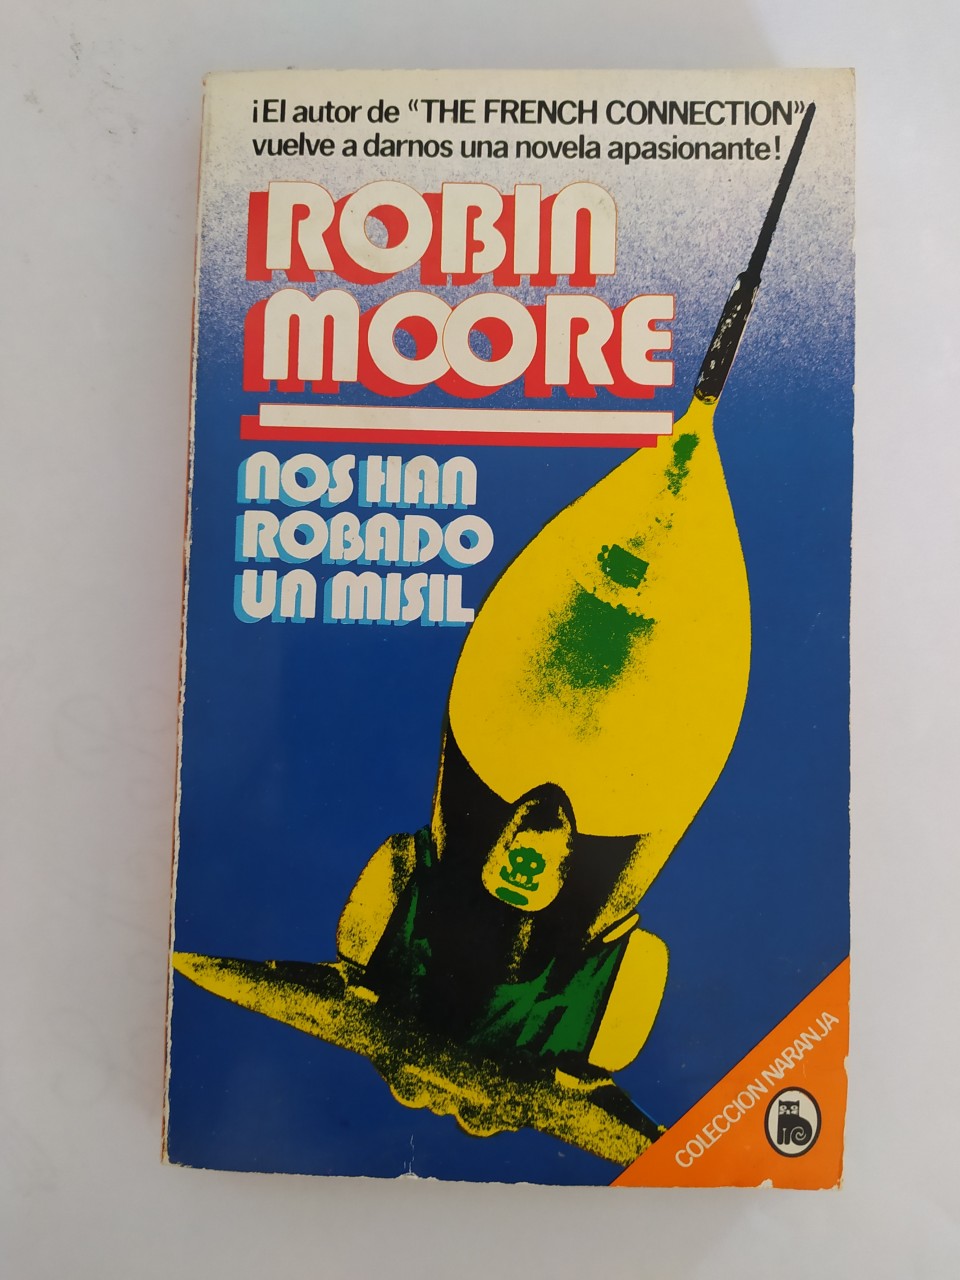 ¡El autor de “THE FRENCH CONNECTION”
vuelve a darnos una novela apasionante!
ROBIN
MOORE
NOS HAN
ROBADO
UN MISIL
COLECCION NARANJA